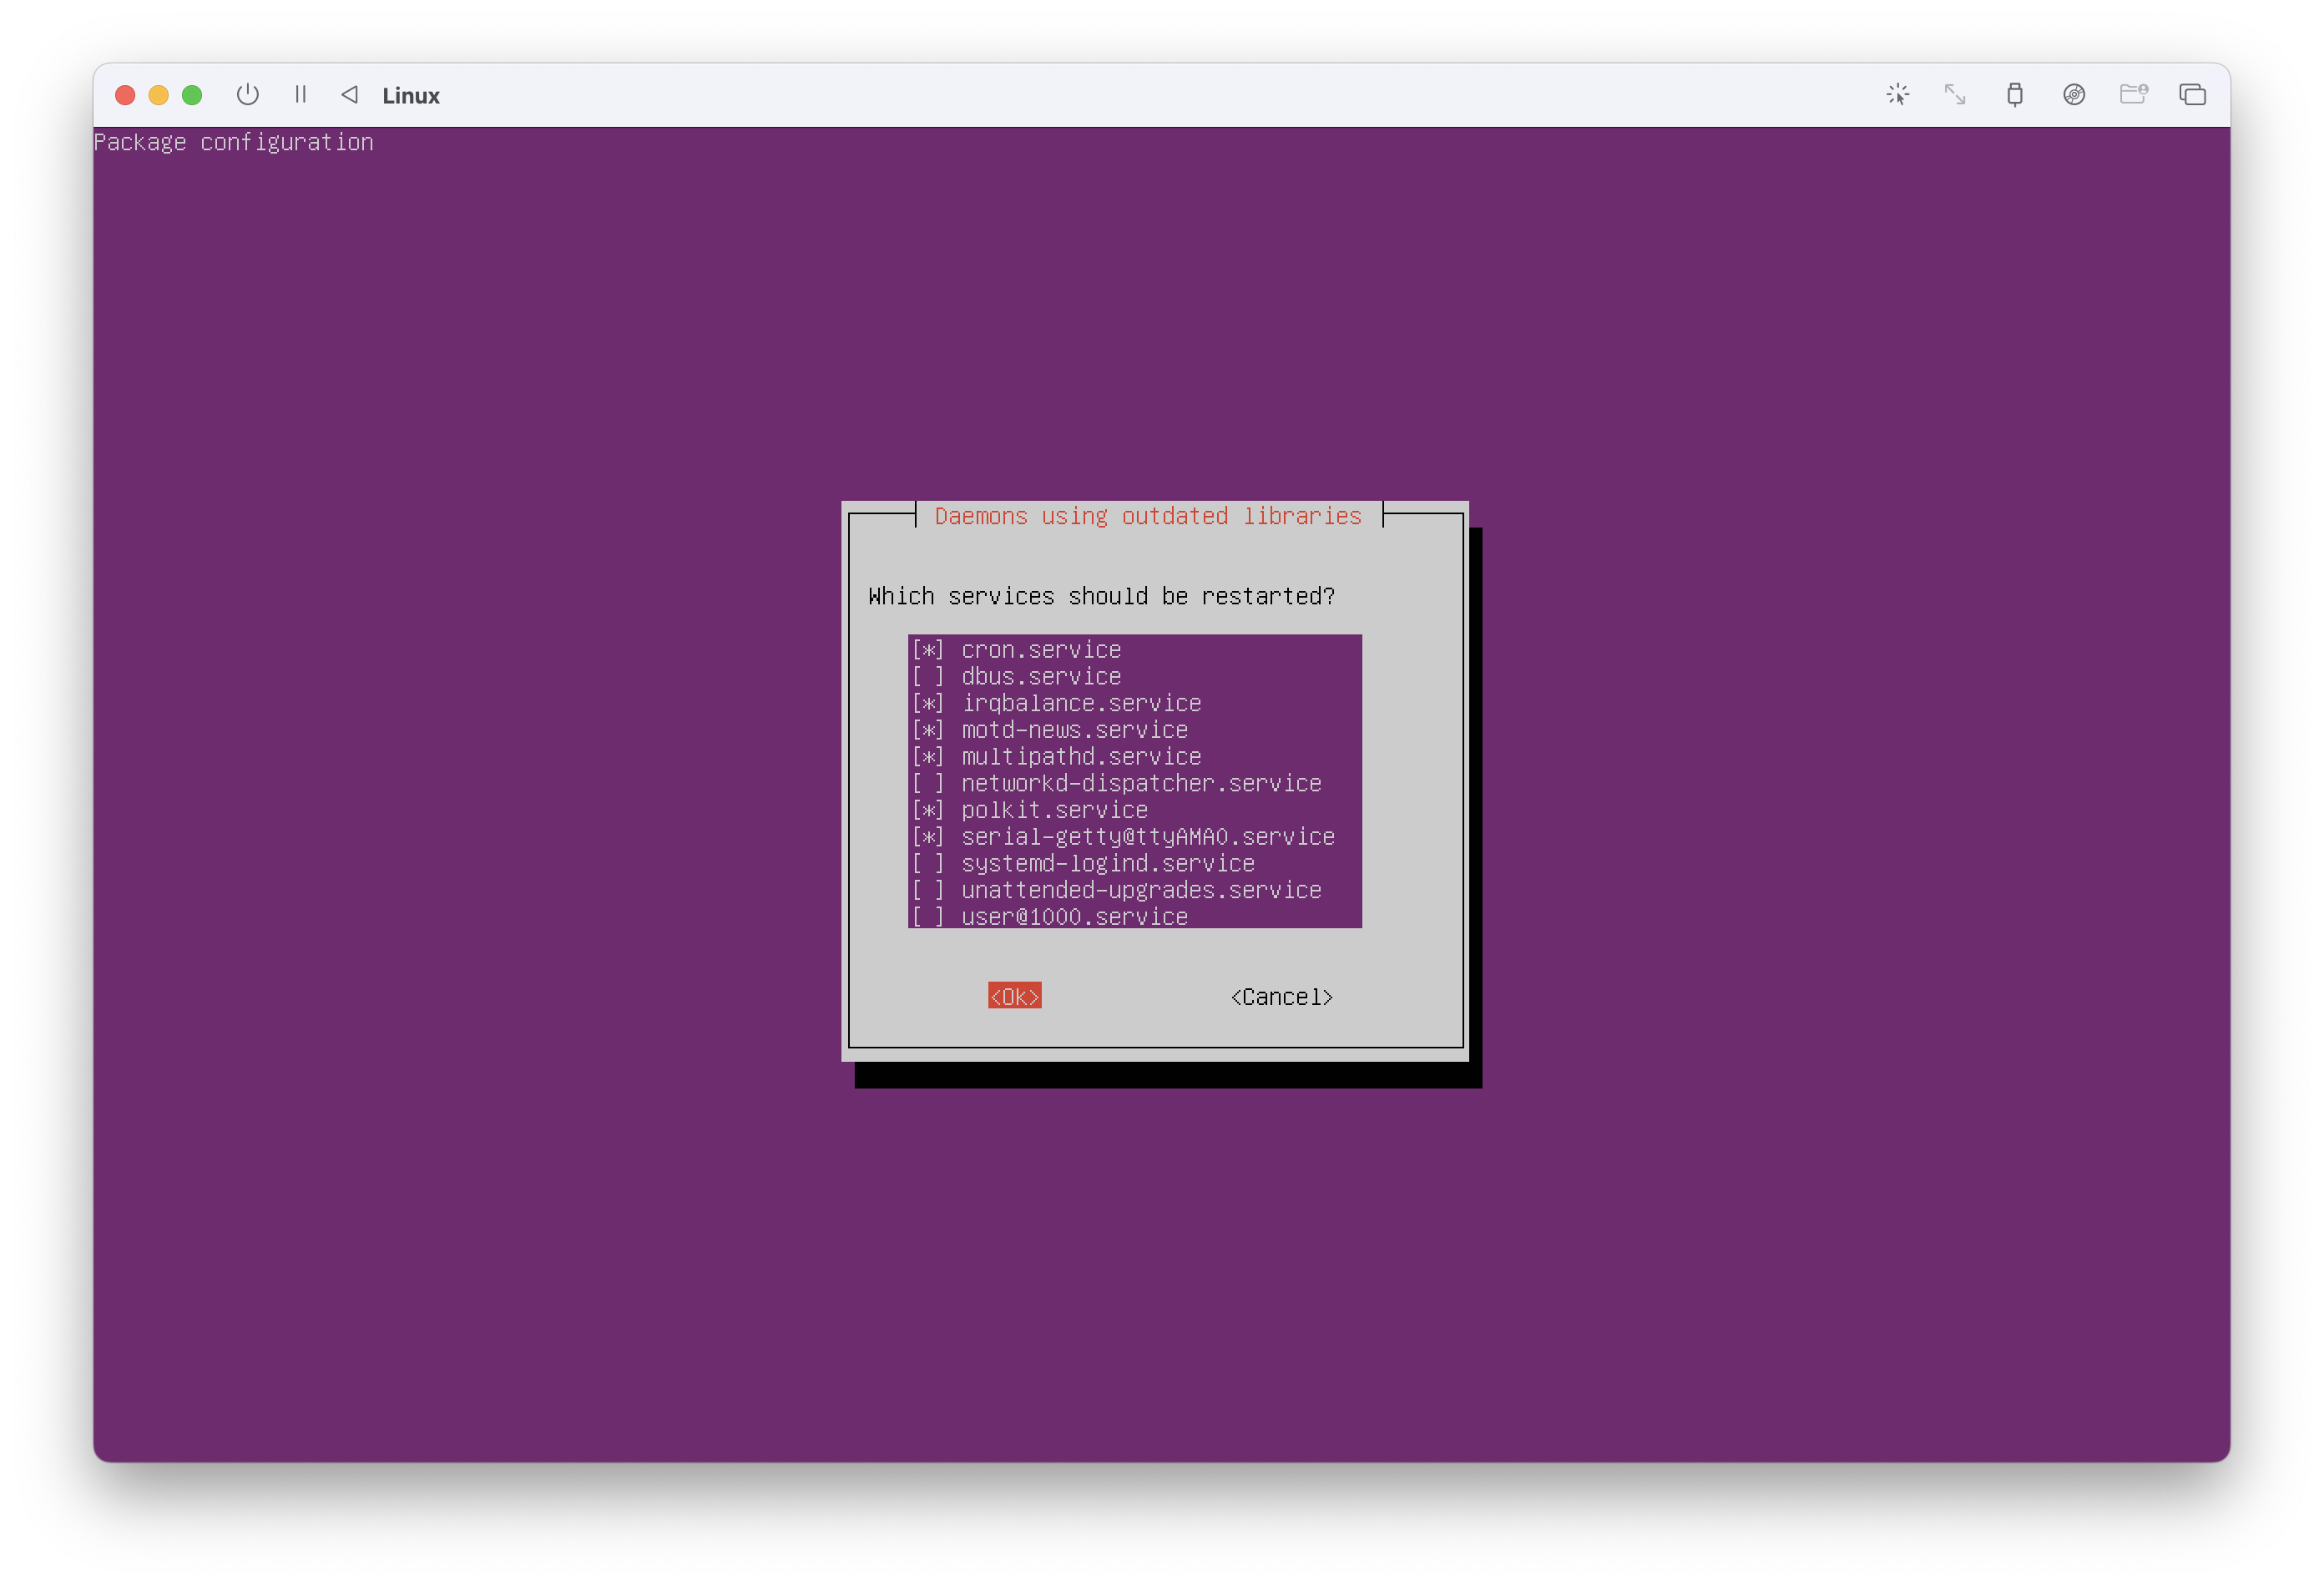 Linux
Package configuration
Daemons using outdated libraries
Which services should be restarted?
[*] cron.service
[ ] dbus.service
[*] irqbalance.service
[*] motd-news.service
[*] multipathd.service
[ ] networkd-dispatcher.service
[*] polkit.service
[*] serial-getty@ttyAMA0.service
[ ] systemd-logind.service
[ ] unattended-upgrades.service
[ ] user@1000.service
<Ok> <Cancel>